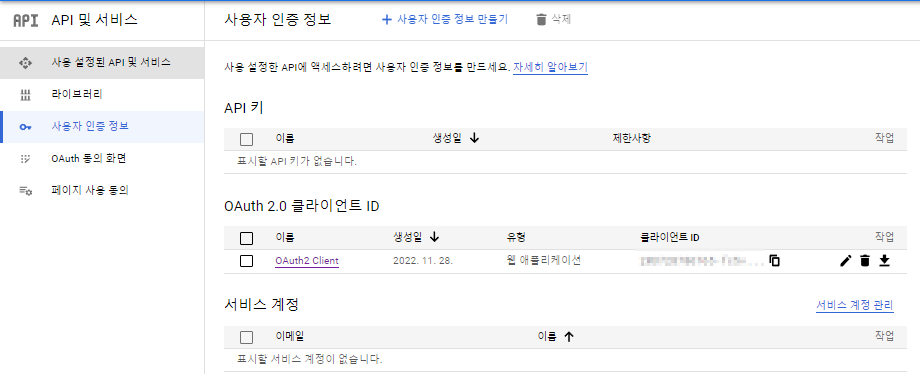 API API 및 서비스
사용자 인증 정보
+ 사용자 인증 정보 만들기
삭제
사용 설정된 API 및 서비스
라이브러리
사용자 인증 정보
OAuth 동의 화면
페이지 사용 동의
사용 설정한 API에 액세스하려면 사용자 인증 정보를 만드세요. 자세히 알아보기
API 키
이름 생성일 ↓ 제한사항 작업
표시할 API 키가 없습니다.
OAuth 2.0 클라이언트 ID
이름 생성일 ↓ 유형 클라이언트 ID 작업
OAuth2 Client 2022. 11. 28. 웹 애플리케이션
서비스 계정 서비스 계정 관리
이메일 이름 ↑ 작업
표시할 서비스 계정이 없습니다.